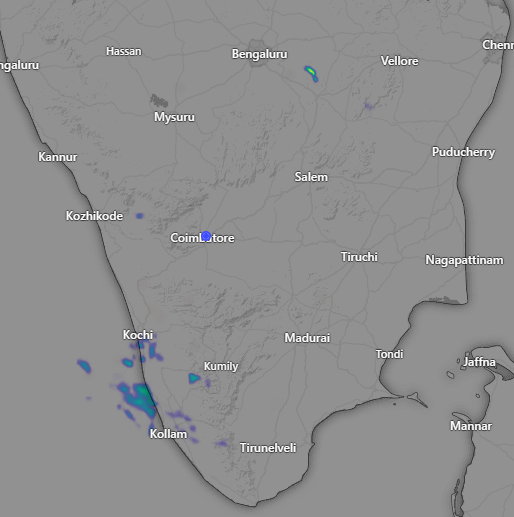 Hassan
Bengaluru
Chenn
ngaluru
Vellore
Mysuru
Kannur
Puducherry
Salem
Kozhikode
Coimbatore
Tiruchi
Nagapattinam
Kochi
Madurai
Tondi
Jaffna
Kumily
Kollam
Mannar
Tirunelveli